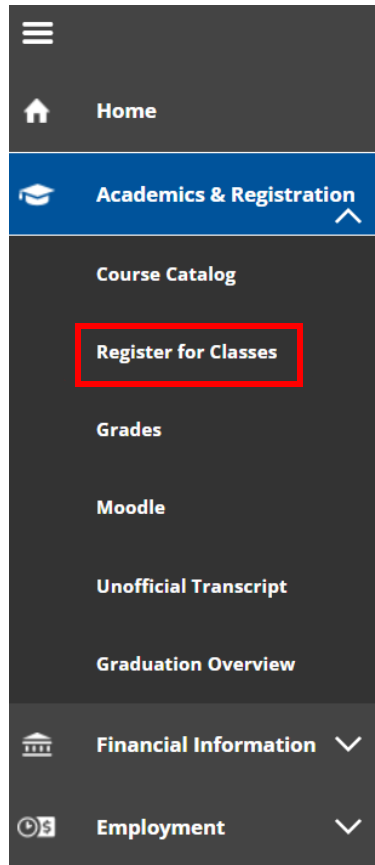 Home
Academics & Registration
Course Catalog
Register for Classes
Grades
Moodle
Unofficial Transcript
Graduation Overview
Financial Information
Employment